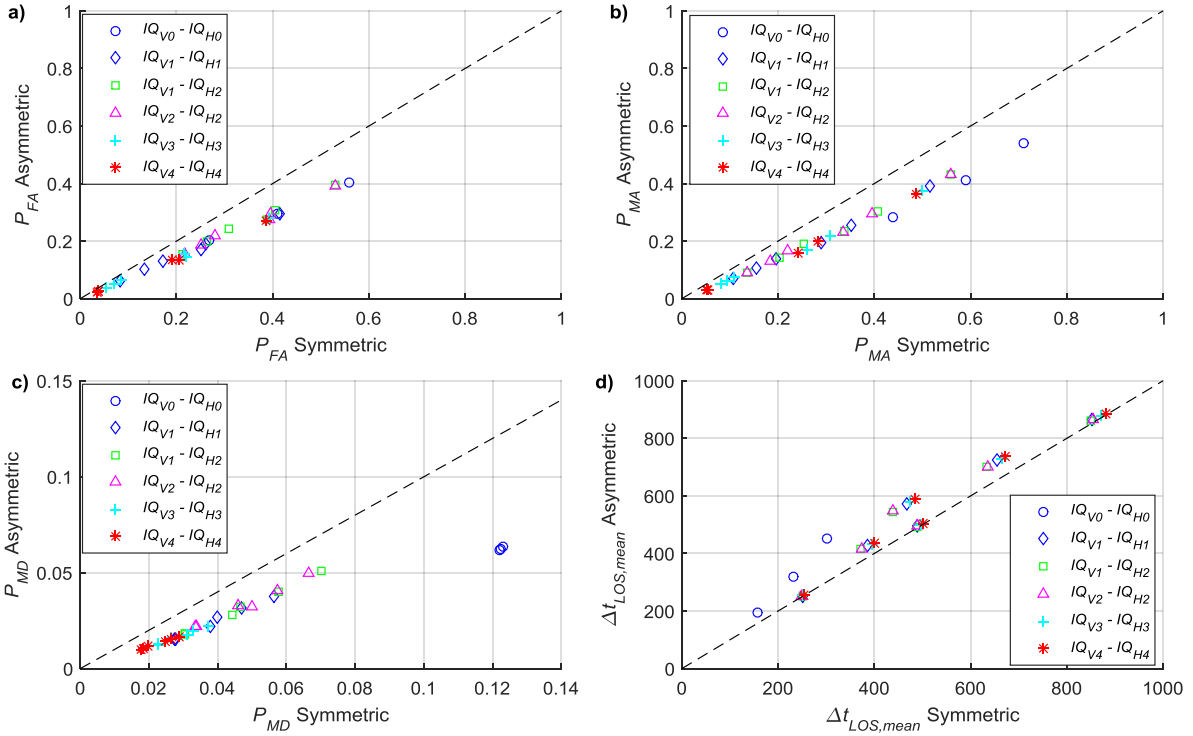 a)
1
0.8
0.6
0.4
0.2
0
P_FA Asymmetric
IQ_V0 - IQ_H0
IQ_V1 - IQ_H1
IQ_V1 - IQ_H2
IQ_V2 - IQ_H2
IQ_V3 - IQ_H3
IQ_V4 - IQ_H4
0 0.2 0.4 0.6 0.8 1
P_FA Symmetric
b)
1
0.8
0.6
0.4
0.2
0
P_MA Asymmetric
IQ_V0 - IQ_H0
IQ_V1 - IQ_H1
IQ_V1 - IQ_H2
IQ_V2 - IQ_H2
IQ_V3 - IQ_H3
IQ_V4 - IQ_H4
0 0.2 0.4 0.6 0.8 1
P_MA Symmetric
c)
0.15
0.1
0.05
0
P_MD Asymmetric
IQ_V0 - IQ_H0
IQ_V1 - IQ_H1
IQ_V1 - IQ_H2
IQ_V2 - IQ_H2
IQ_V3 - IQ_H3
IQ_V4 - IQ_H4
0 0.02 0.04 0.06 0.08 0.1 0.12 0.14
P_MD Symmetric
d)
1000
800
600
400
200
0
Δt_LOS,mean Asymmetric
IQ_V0 - IQ_H0
IQ_V1 - IQ_H1
IQ_V1 - IQ_H2
IQ_V2 - IQ_H2
IQ_V3 - IQ_H3
IQ_V4 - IQ_H4
0 200 400 600 800 1000
Δt_LOS,mean Symmetric